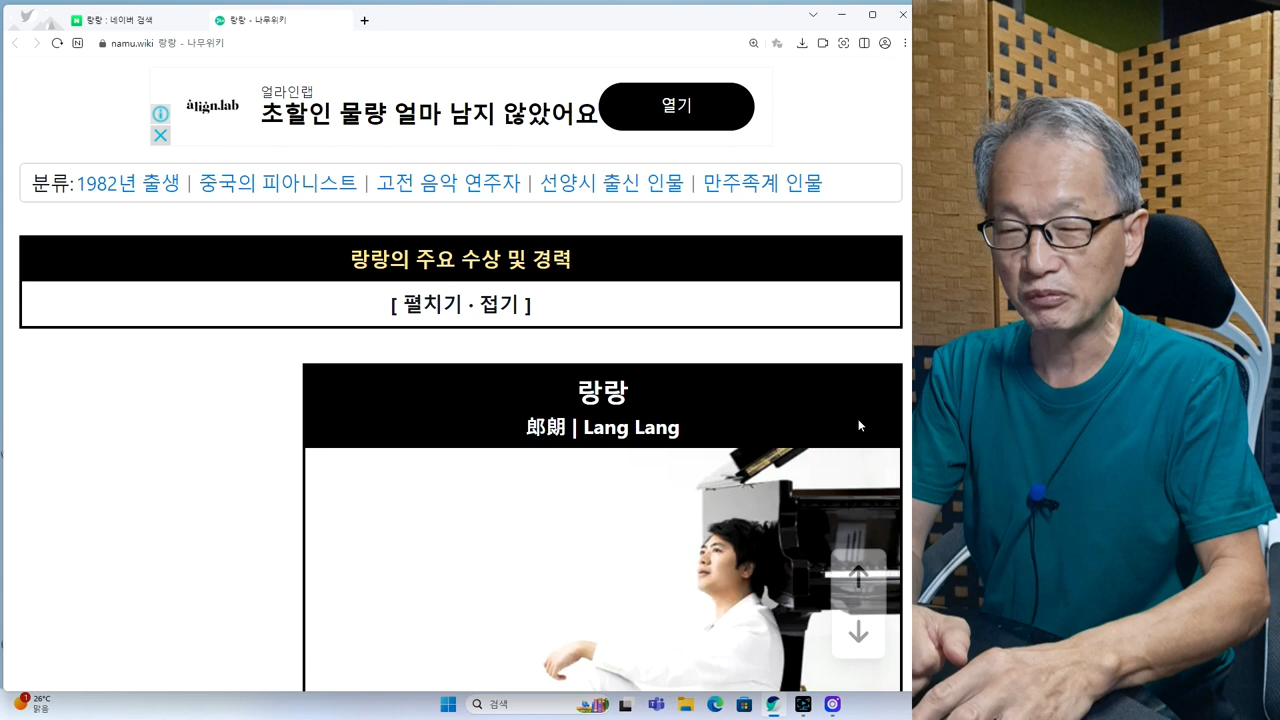 랑랑 : 네이버 검색
랑랑 - 나무위키
namu.wiki 랑랑 - 나무위키
얼라인랩
align.lab
초할인 물량 얼마 남지 않았어요
열기
분류: 1982년 출생 | 중국의 피아니스트 | 고전 음악 연주자 | 선양시 출신 인물 | 만주족계 인물
랑랑의 주요 수상 및 경력
[ 펼치기 · 접기 ]
랑랑
郎朗 | Lang Lang
1
26°C
맑음
검색